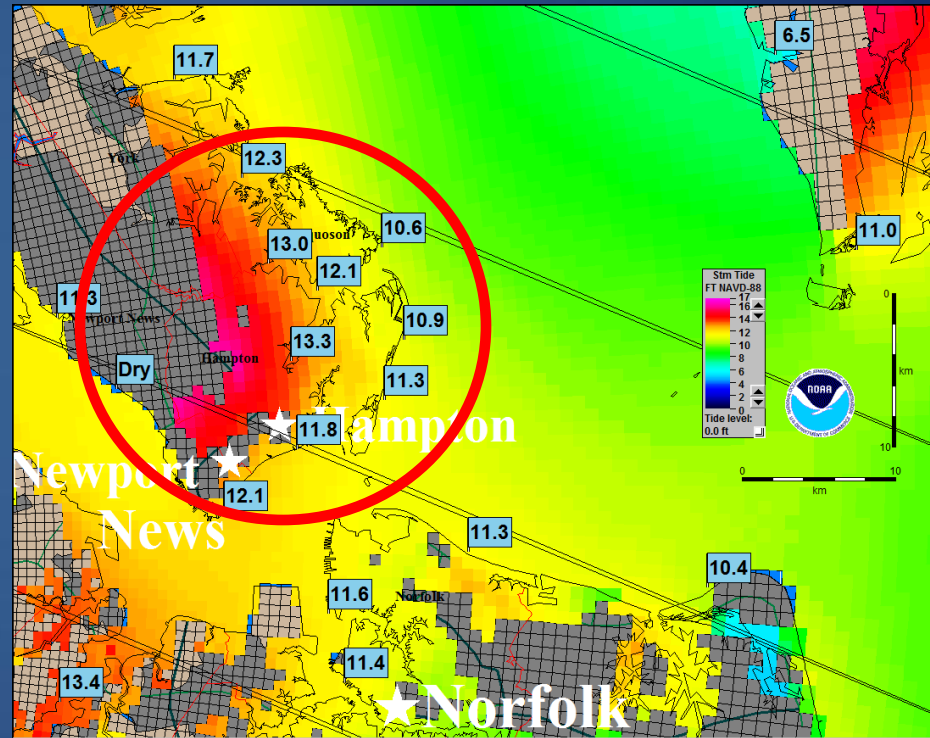 6.5
11.7
York
12.3
10.6
uoson
13.0
11.0
12.1
Stm Tide
FT NAVD-88
17
16
14
12
10
8
6
4
2
0
Tide level:
0.0 ft
11.3
Newport News
10.9
13.3
Hampton
Dry
11.3
NOAA
0
km
10
11.8
Hampton
Newport
News
12.1
0
10
km
11.3
10.4
11.6
Norfolk
11.4
13.4
Norfolk